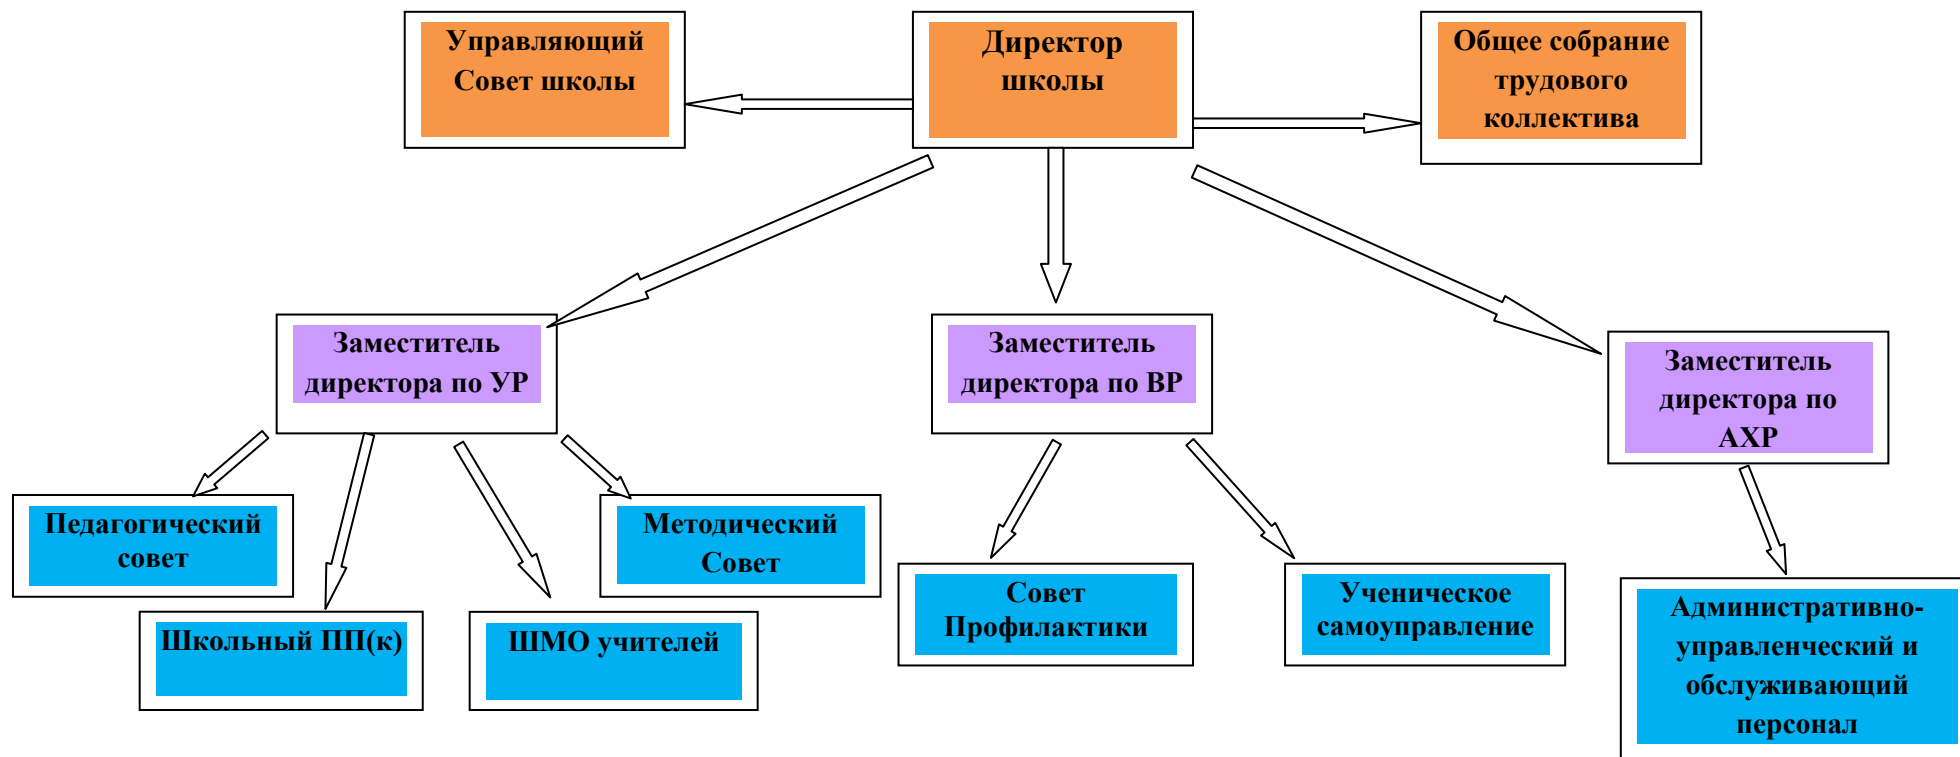 Управляющий
Совет школы
Директор
школы
Общее собрание
трудового
коллектива
Заместитель
директора по УР
Заместитель
директора по ВР
Заместитель
директора по
АХР
Педагогический
совет
Школьный ПП(к)
ШМО учителей
Методический
Совет
Совет
Профилактики
Ученическое
самоуправление
Административно-
управленческий и
обслуживающий
персонал